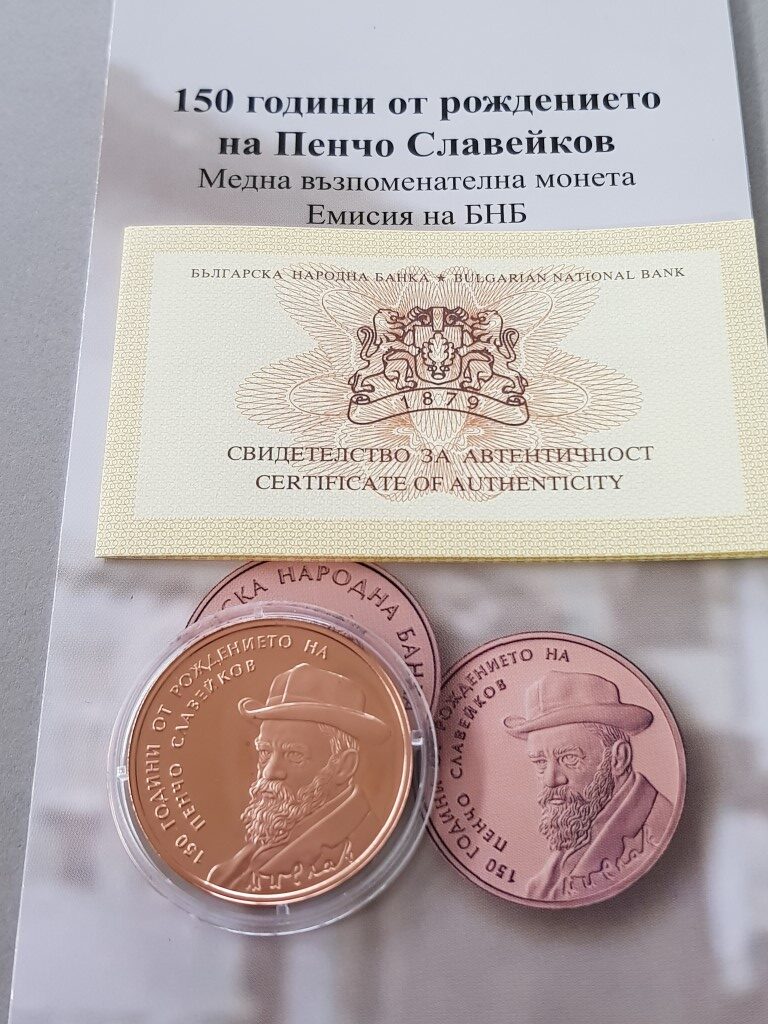 150 години от рождението
на Пенчо Славейков
Медна възпоменателна монета
Емисия на БНБ
БЪЛГАРСКА НАРОДНА БАНКА ★ BULGARIAN NATIONAL BANK
1879
СВИДЕТЕЛСТВО ЗА АВТЕНТИЧНОСТ
CERTIFICATE OF AUTHENTICITY
СКА НАРОДНА БАН
150 ГОДИНИ ОТ РОЖДЕНИЕТО НА
ПЕНЧО СЛАВЕЙКОВ
150 ГОДИНИ РОЖДЕНИЕТО НА
ПЕНЧО СЛАВЕЙКОВ